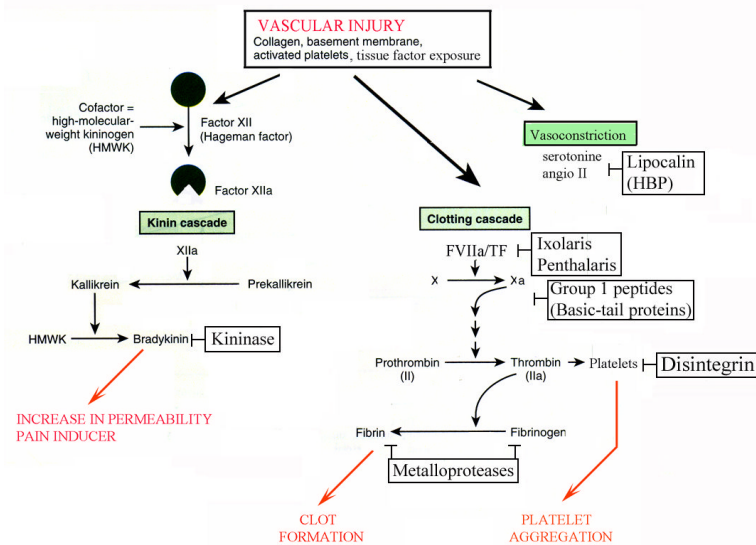 VASCULAR INJURY
Collagen, basement membrane,
activated platelets, tissue factor exposure
Cofactor =
high-molecular-
weight kininogen
(HMWK)
Factor XII
(Hageman factor)
Factor XIIa
Vasoconstriction
serotonine
angio II
Lipocalin
(HBP)
Kinin cascade
XIIa
Kallikrein
Prekallikrein
HMWK
Bradykinin
Kininase
INCREASE IN PERMEABILITY
PAIN INDUCER
Clotting cascade
FVIIa/TF
Ixolaris
Penthalaris
X
Xa
Group 1 peptides
(Basic-tail proteins)
Prothrombin
(II)
Thrombin
(IIa)
Platelets
Disintegrin
Fibrin
Fibrinogen
Metalloproteases
CLOT
FORMATION
PLATELET
AGGREGATION